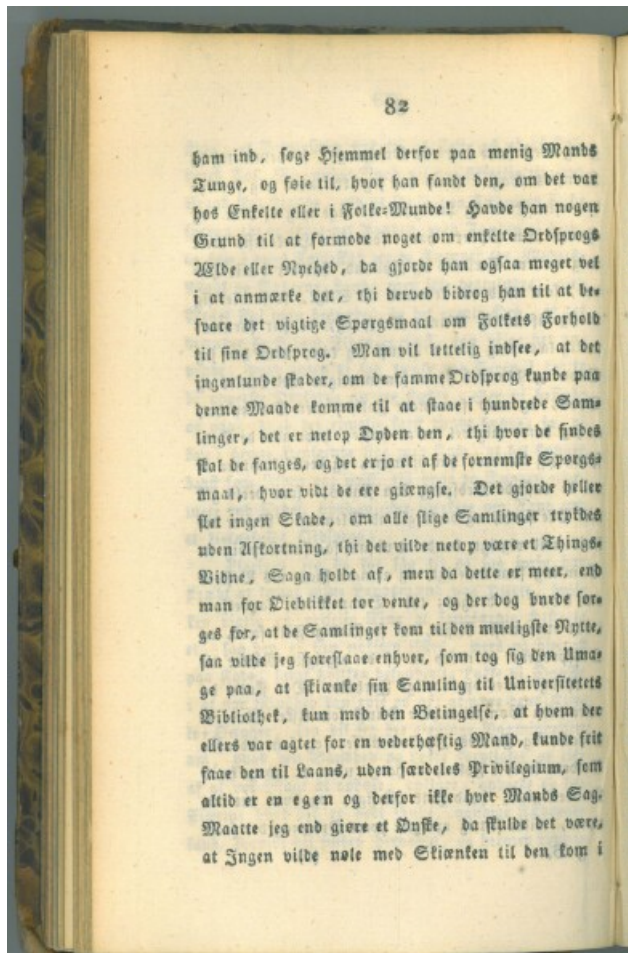 82
ham ind, søge Hjemmel derfor paa menig Mands
Tunge, og føie til, hvor han fandt den, om det var
hos Enkelte eller i Folke-Munde! Havde han nogen
Grund til at formode noget om enkelte Ordsprogs
Ælde eller Nyehed, da gjorde han ogsaa meget vel
i at anmærke det, thi derved bidrog han til at be-
svare det vigtige Spørgsmaal om Folkets Forhold
til sine Ordsprog. Man vil lettelig indsee, at det
ingenlunde skader, om de samme Ordsprog kunde paa
denne Maade komme til at staae i hundrede Sam-
linger, det er netop Dyden den, thi hvor de findes
skal de fanges, og det er jo et af de fornemste Spørgs-
maal, hvor vidt de ere giængse. Det gjorde heller
slet ingen Skade, om alle slige Samlinger trykdes
uden Afkortning, thi det vilde netop være et Things-
Vidne, Saga holdt af, men da dette er meer, end
man for Øieblikket tør vente, og der dog burde sør-
ges for, at de Samlinger kom til den mueligste Nytte,
saa vilde jeg foreslaae enhver, som tog sig den Uma-
ge paa, at skiænke sin Samling til Universitetets
Bibliothek, kun med den Betingelse, at hvem der
ellers var agtet for en vederhæftig Mand, kunde frit
faae den til Laans, uden særdeles Privilegium, som
altid er en egen og derfor ikke hver Mands Sag.
Maatte jeg end giøre et Ønske, da skulde det være,
at Ingen vilde nøle med Skiænken til den kom i